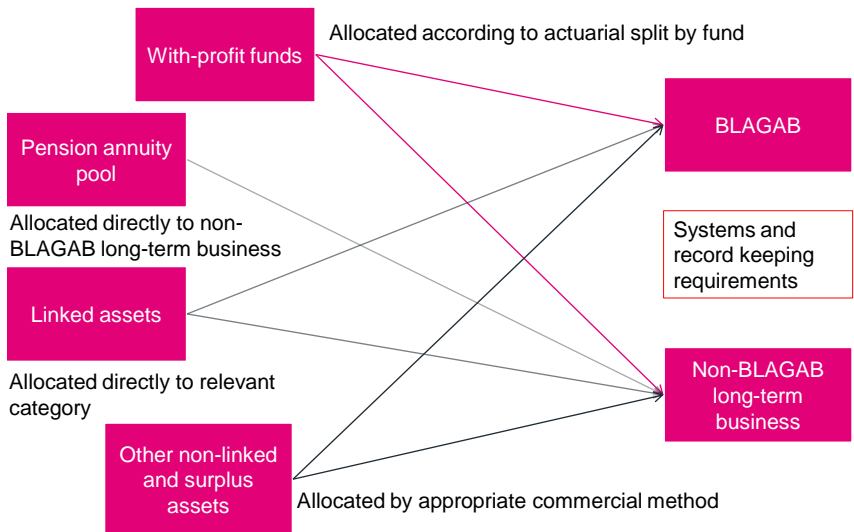 Allocated according to actuarial split by fund
With-profit funds
BLAGAB
Pension annuity
pool
Allocated directly to non-
BLAGAB long-term business
Systems and
record keeping
requirements
Linked assets
Allocated directly to relevant
category
Non-BLAGAB
long-term
business
Other non-linked
and surplus
assets
Allocated by appropriate commercial method